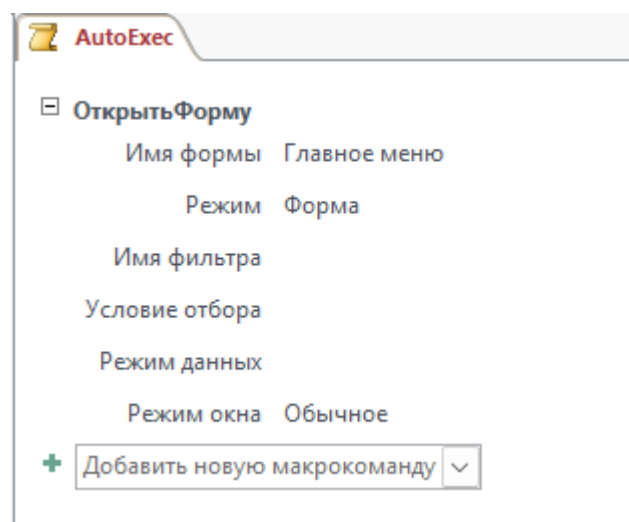 AutoExec
ОткрытьФорму
Имя формы Главное меню
Режим Форма
Имя фильтра
Условие отбора
Режим данных
Режим окна Обычное
Добавить новую макрокоманду